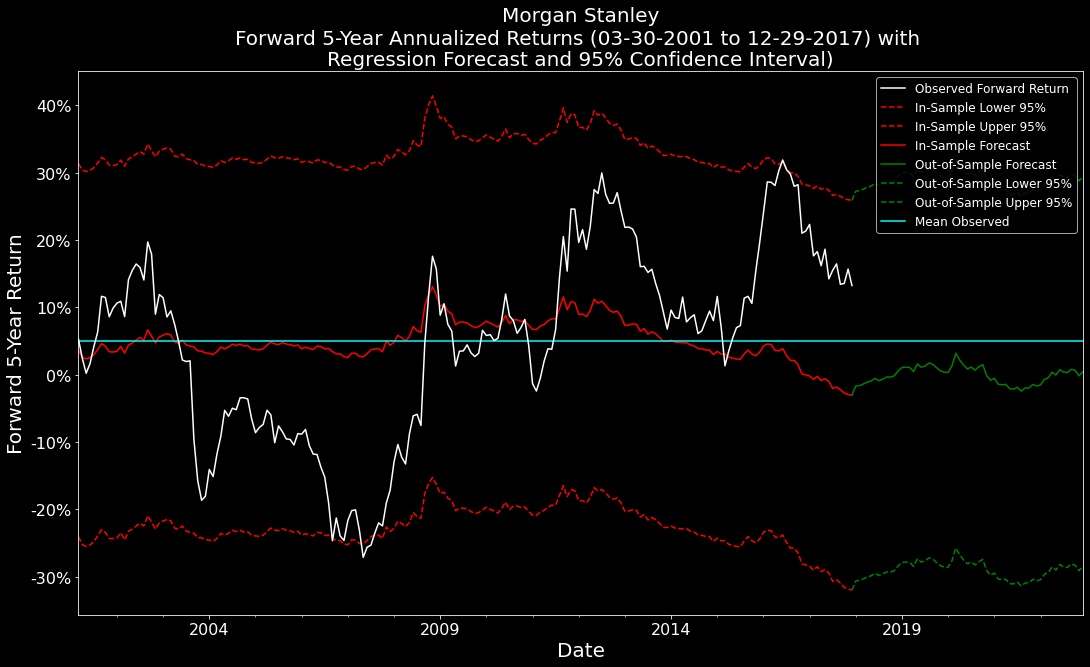 Morgan Stanley
Forward 5-Year Annualized Returns (03-30-2001 to 12-29-2017) with
Regression Forecast and 95% Confidence Interval)
Observed Forward Return
In-Sample Lower 95%
In-Sample Upper 95%
In-Sample Forecast
Out-of-Sample Forecast
Out-of-Sample Lower 95%
Out-of-Sample Upper 95%
Mean Observed
Forward 5-Year Return
40%
30%
20%
10%
0%
-10%
-20%
-30%
2004
2009
2014
2019
Date